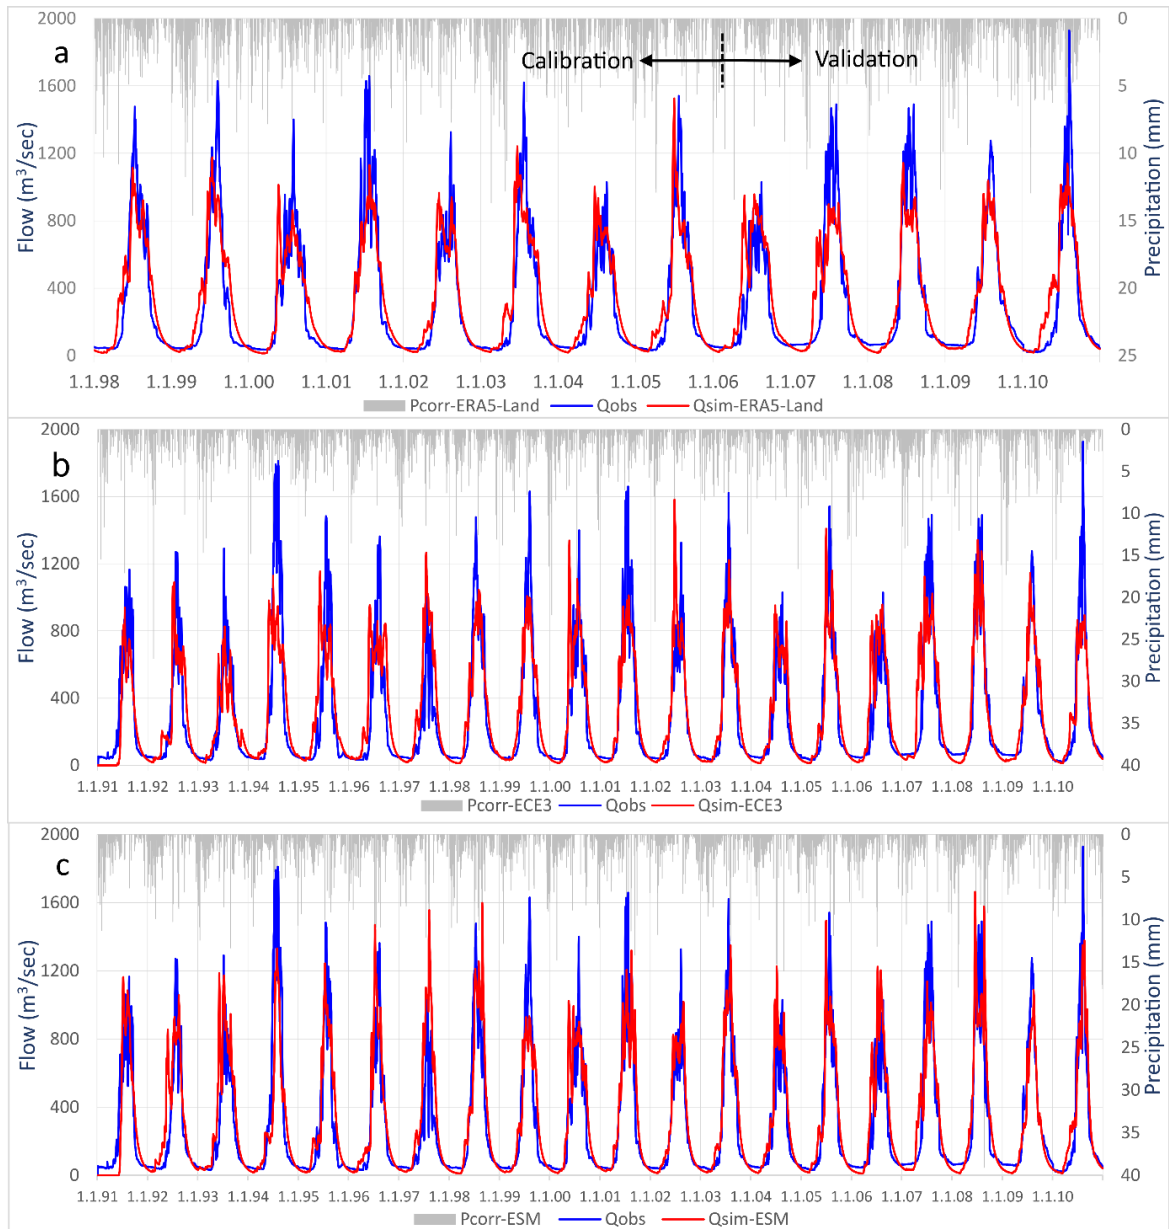 a
Calibration
Validation
Flow (m³/sec)
2000
1600
1200
800
400
0
Precipitation (mm)
0
5
10
15
20
25
1.1.98 1.1.99 1.1.00 1.1.01 1.1.02 1.1.03 1.1.04 1.1.05 1.1.06 1.1.07 1.1.08 1.1.09 1.1.10
Pcorr-ERA5-Land Qobs Qsim-ERA5-Land
b
Flow (m³/sec)
2000
1600
1200
800
400
0
Precipitation (mm)
0
5
10
15
20
25
30
35
40
1.1.91 1.1.92 1.1.93 1.1.94 1.1.95 1.1.96 1.1.97 1.1.98 1.1.99 1.1.00 1.1.01 1.1.02 1.1.03 1.1.04 1.1.05 1.1.06 1.1.07 1.1.08 1.1.09 1.1.10
Pcorr-ECE3 Qobs Qsim-ECE3
c
Flow (m³/sec)
2000
1600
1200
800
400
0
Precipitation (mm)
0
5
10
15
20
25
30
35
40
1.1.91 1.1.92 1.1.93 1.1.94 1.1.95 1.1.96 1.1.97 1.1.98 1.1.99 1.1.00 1.1.01 1.1.02 1.1.03 1.1.04 1.1.05 1.1.06 1.1.07 1.1.08 1.1.09 1.1.10
Pcorr-ESM Qobs Qsim-ESM